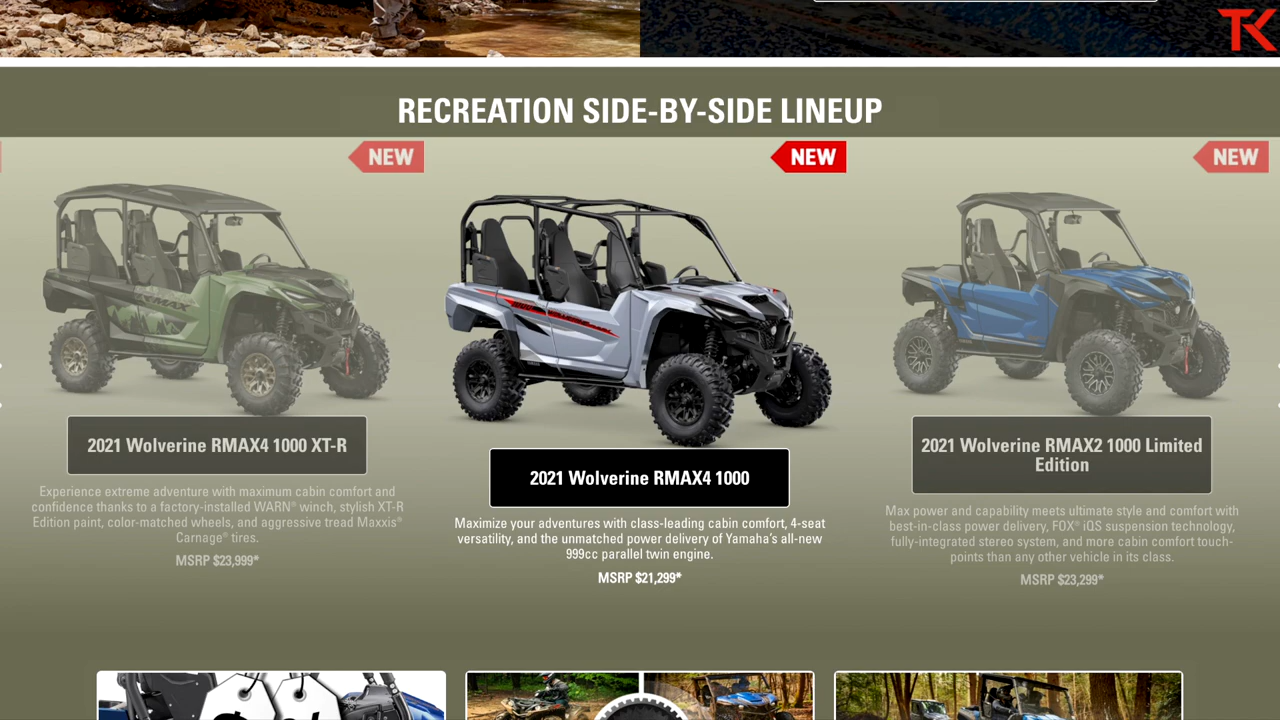 TK
RECREATION SIDE-BY-SIDE LINEUP
NEW
NEW
NEW
2021 Wolverine RMAX4 1000 XT-R
Experience extreme adventure with maximum cabin comfort and
confidence thanks to a factory-installed WARN® winch, stylish XT-R
Edition paint, color-matched wheels, and aggressive tread Maxxis®
Carnage® tires.
MSRP $23,999*
2021 Wolverine RMAX4 1000
Maximize your adventures with class-leading cabin comfort, 4-seat
versatility, and the unmatched power delivery of Yamaha's all-new
999cc parallel twin engine.
MSRP $21,299*
2021 Wolverine RMAX2 1000 Limited
Edition
Max power and capability meets ultimate style and comfort with
best-in-class power delivery, FOX® iQS suspension technology,
fully-integrated stereo system, and more cabin comfort touch-
points than any other vehicle in its class.
MSRP $23,299*